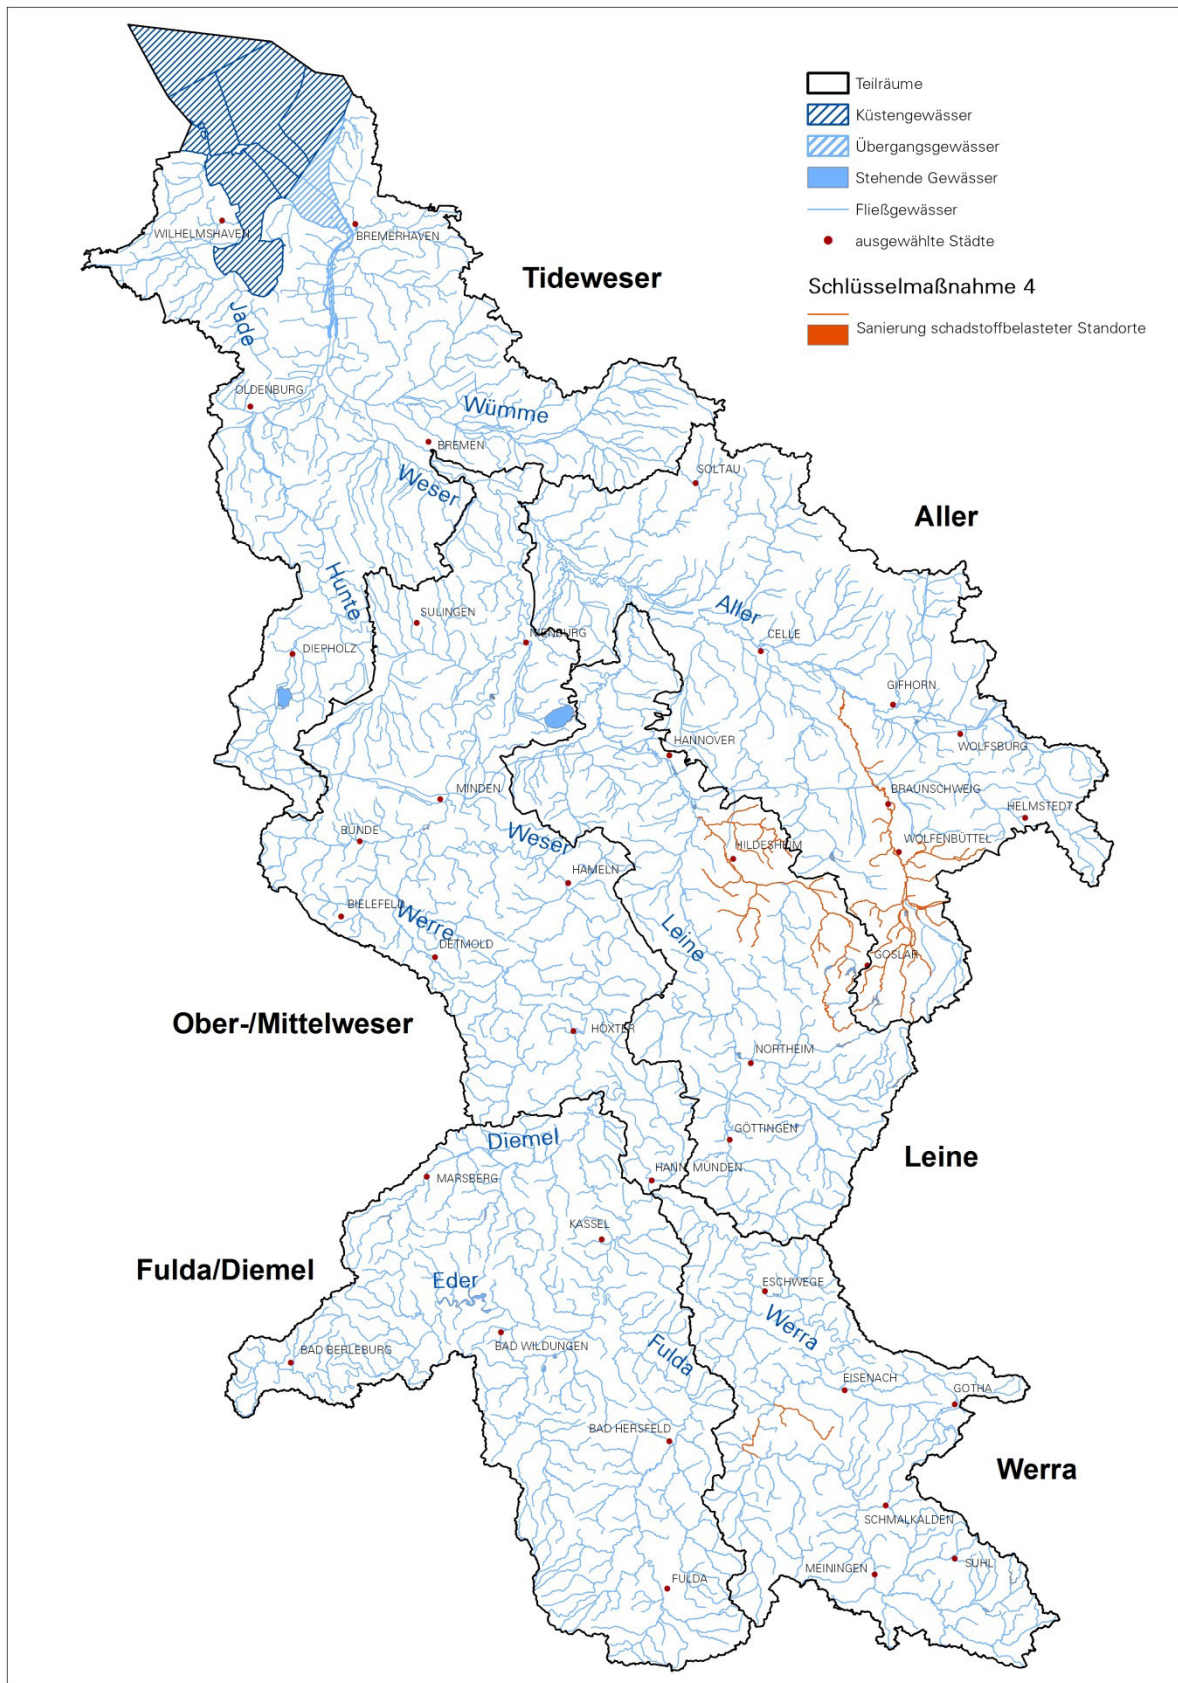 Teilräume
Küstengewässer
Übergangsgewässer
Stehende Gewässer
Fließgewässer
ausgewählte Städte
Schlüsselmaßnahme 4
Sanierung schadstoffbelasteter Standorte
WILHELMSHAVEN
BREMERHAVEN
Tideweser
Jade
OLDENBURG
Wümme
BREMEN
Weser
SOLTAU
Aller
Hunte
Aller
SULINGEN
NIENBURG
CELLE
DIEPHOLZ
GIFHORN
HANNOVER
WOLFSBURG
MINDEN
BRAUNSCHWEIG
HELMSTEDT
BÜNDE
Weser
HILDESHEIM
WOLFENBÜTTEL
HAMELN
BIELEFELD
Werre
Leine
DETMOLD
GOSLAR
Ober-/Mittelweser
HÖXTER
NORTHEIM
Diemel
GÖTTINGEN
Leine
MARSBERG
HANN. MÜNDEN
KASSEL
Fulda/Diemel
Eder
ESCHWEGE
Werra
BAD WILDUNGEN
BAD BERLEBURG
Fulda
EISENACH
GOTHA
BAD HERSFELD
Werra
SCHMALKALDEN
SUHL
MEININGEN
FULDA